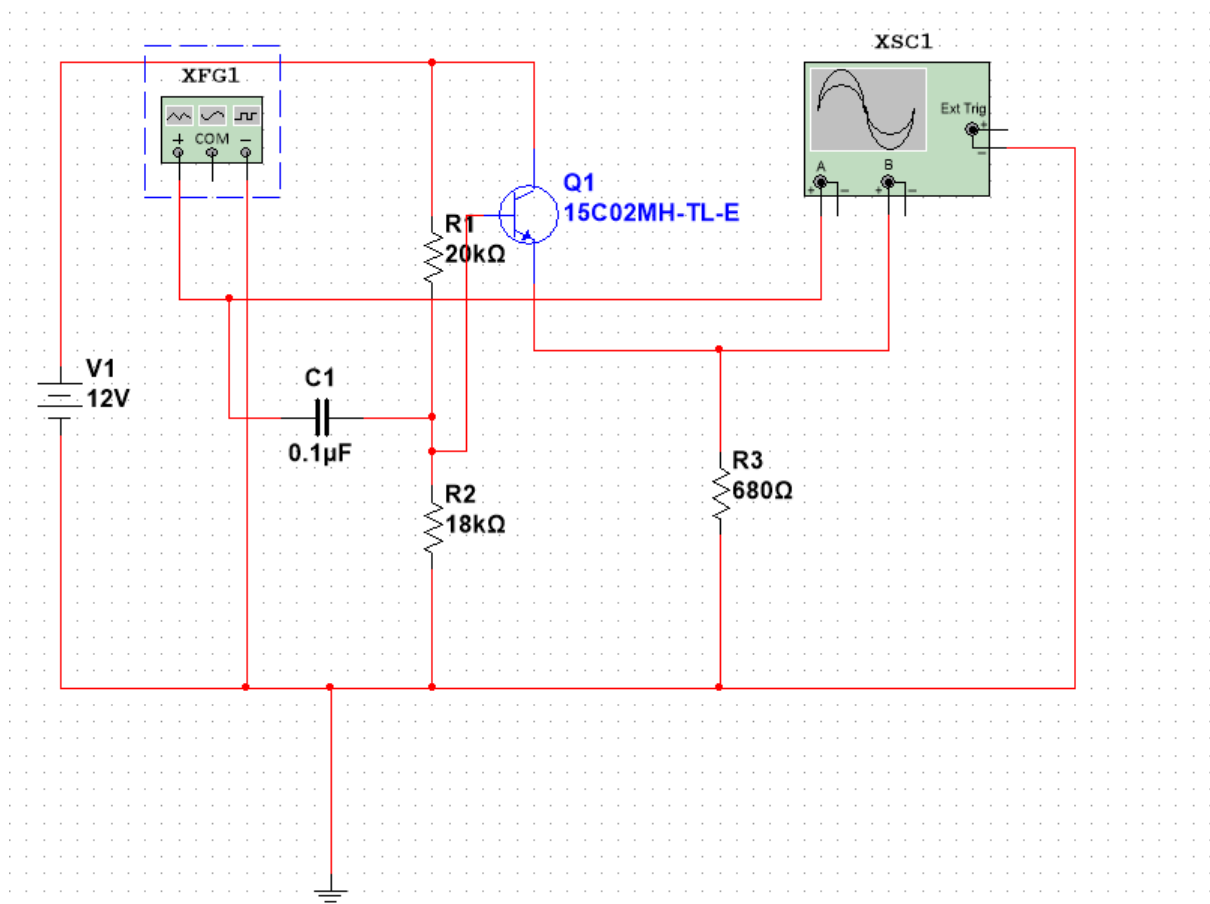 XFG1
+ COM −
XSC1
Ext Trig
+
−
A
B
+ −
+ −
Q1
15C02MH-TL-E
R1
20kΩ
V1
12V
C1
0.1µF
R2
18kΩ
R3
680Ω